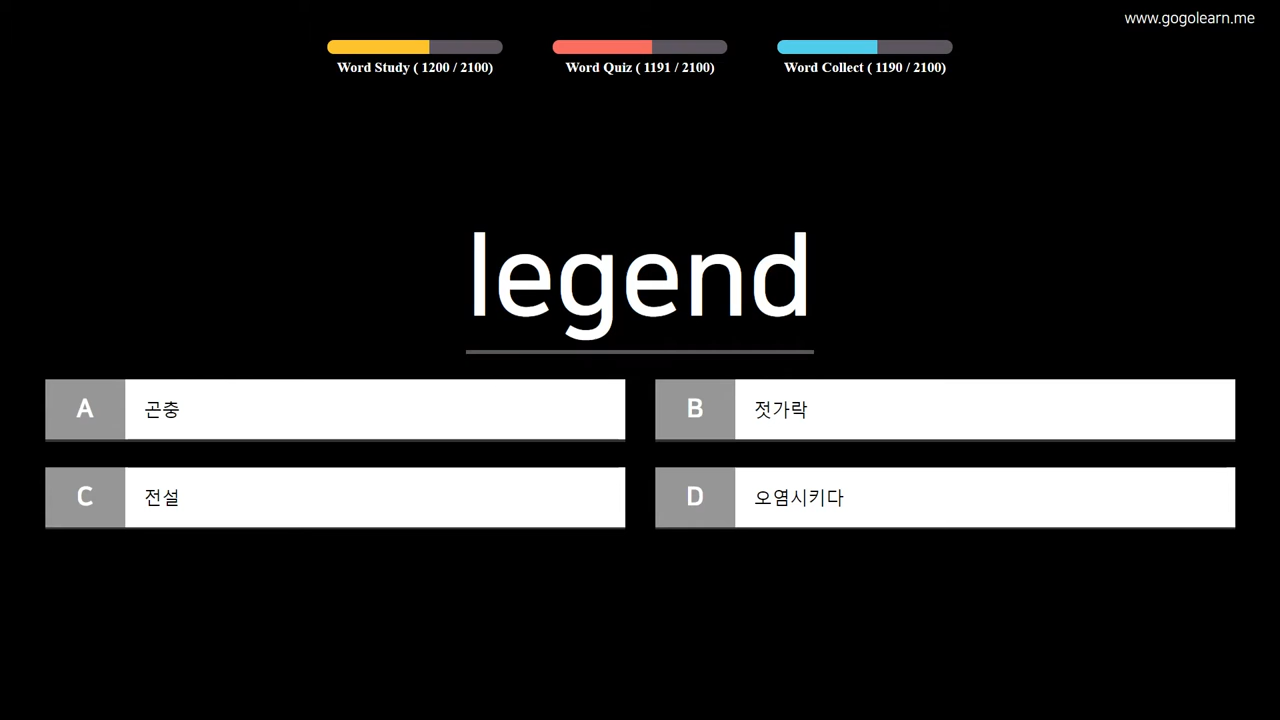 www.gogolearn.me
Word Study ( 1200 / 2100)
Word Quiz ( 1191 / 2100)
Word Collect ( 1190 / 2100)
legend
A 곤충
B 젓가락
C 전설
D 오염시키다